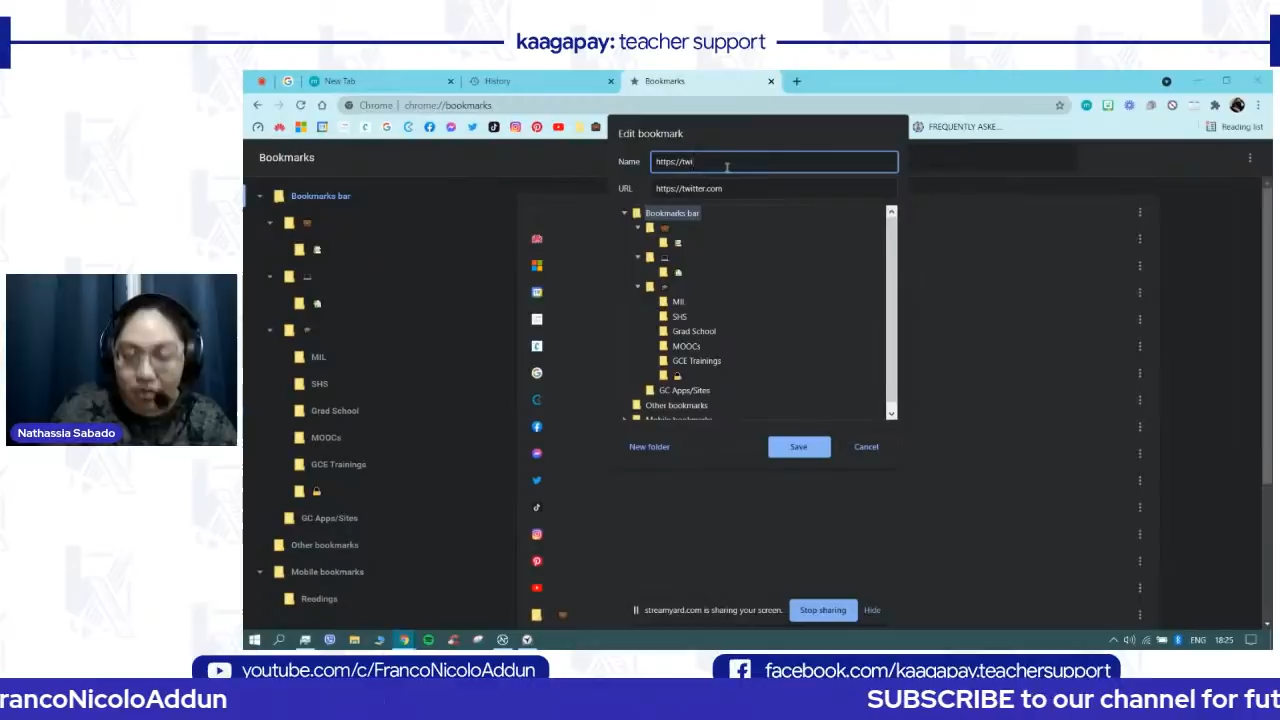 kaagapay: teacher support
New Tab
History
Bookmarks
Chrome | chrome://bookmarks
FREQUENTLY ASKE...
Reading list
Bookmarks
Bookmarks bar
MIL
SHS
Grad School
MOOCs
GCE Trainings
GC Apps/Sites
Other bookmarks
Mobile bookmarks
Readings
Edit bookmark
Name https://twi
URL https://twitter.com
Bookmarks bar
MIL
SHS
Grad School
MOOCs
GCE Trainings
GC Apps/Sites
Other bookmarks
Mobile bookmarks
New folder Save Cancel
streamyard.com is sharing your screen. Stop sharing Hide
Nathassia Sabado
ENG 18:25
youtube.com/c/FrancoNicoloAddun
facebook.com/kaagapay.teachersupport
rancoNicoloAddun
SUBSCRIBE to our channel for fut